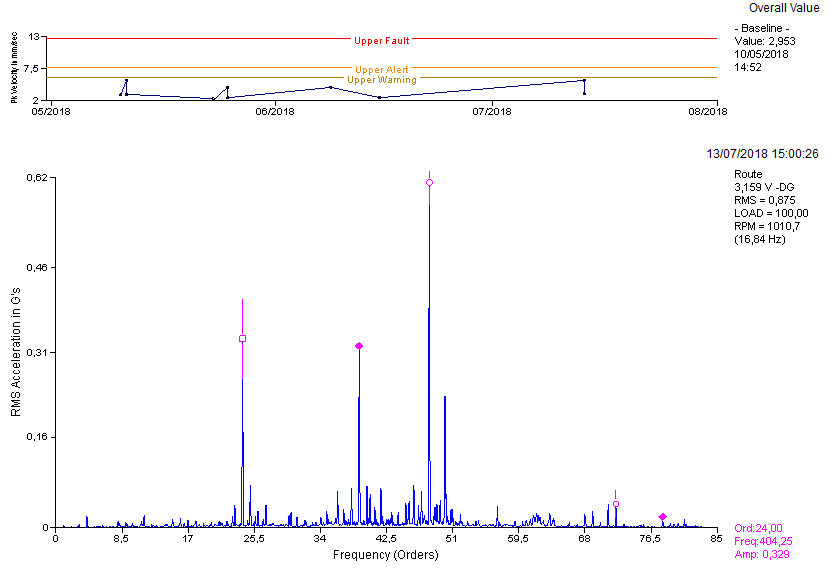 Overall Value
- Baseline -
Value: 2,953
10/05/2018
14:52
Pk Velocity in mm/sec
13
7,5
2
Upper Fault
Upper Alert
Upper Warning
05/2018
06/2018
07/2018
08/2018
13/07/2018 15:00:26
Route
3,159 V -DG
RMS = 0,875
LOAD = 100,00
RPM = 1010,7
(16,84 Hz)
RMS Acceleration in G's
0,62
0,46
0,31
0,16
0
0
8,5
17
25,5
34
42,5
51
59,5
68
76,5
85
Frequency (Orders)
Ord:24,00
Freq:404,25
Amp: 0,329